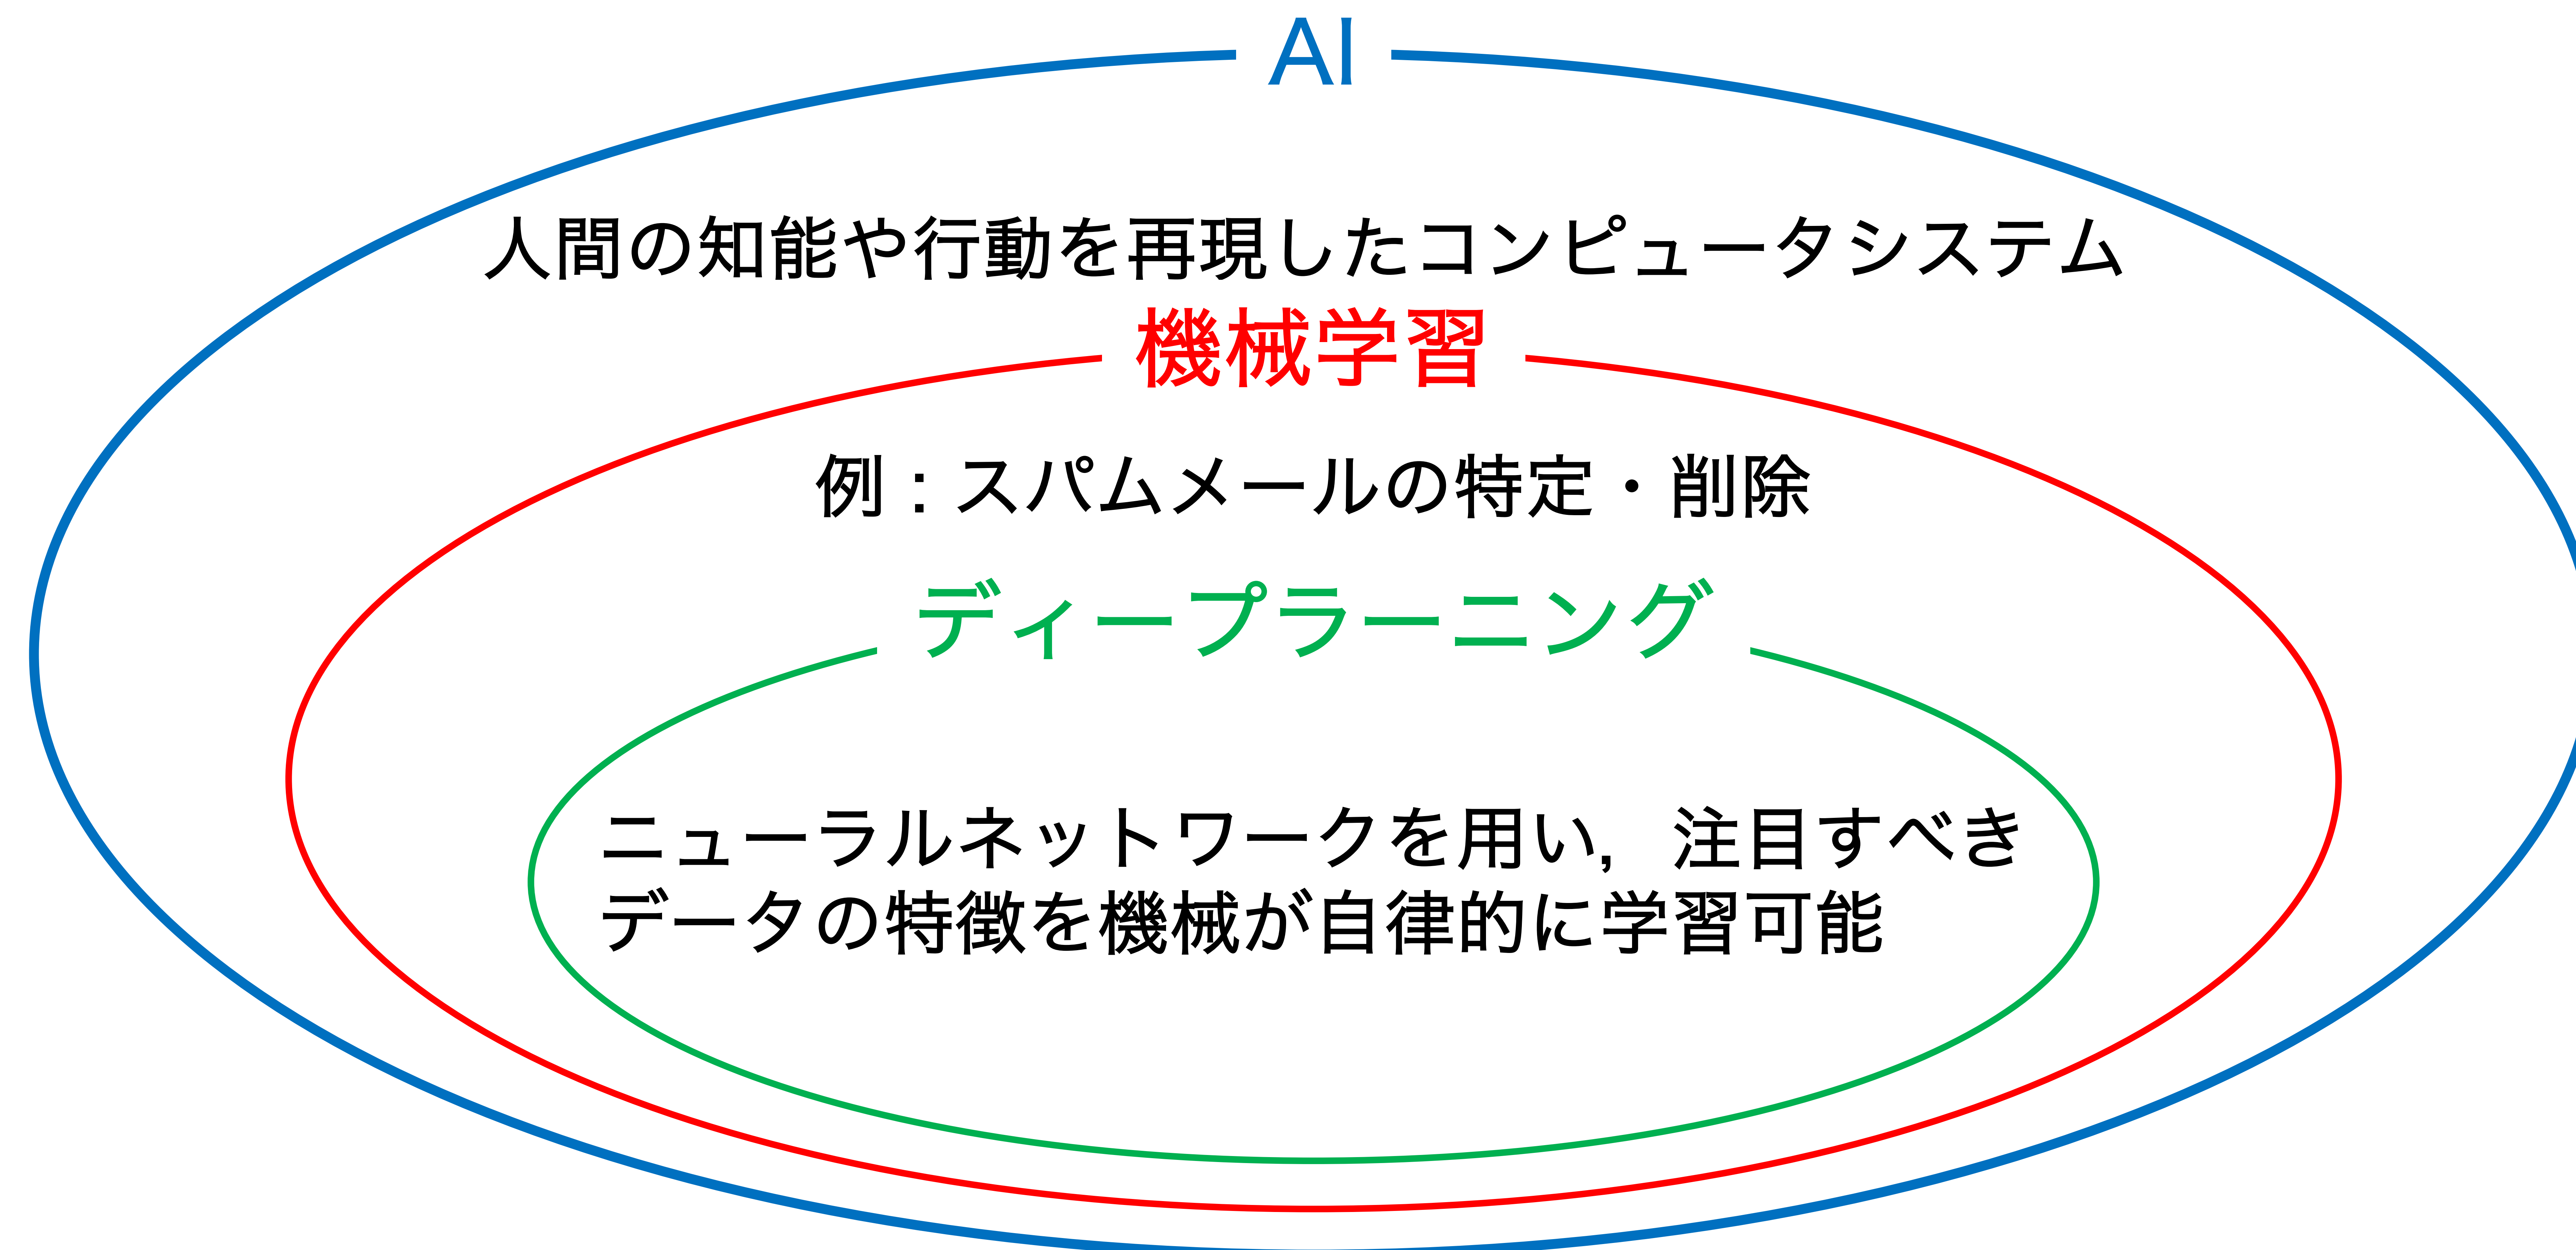 AI
人間の知能や行動を再現したコンピュータシステム
機械学習
例：スパムメールの特定・削除
ディープラーニング
ニューラルネットワークを用い，注目すべき
データの特徴を機械が自律的に学習可能